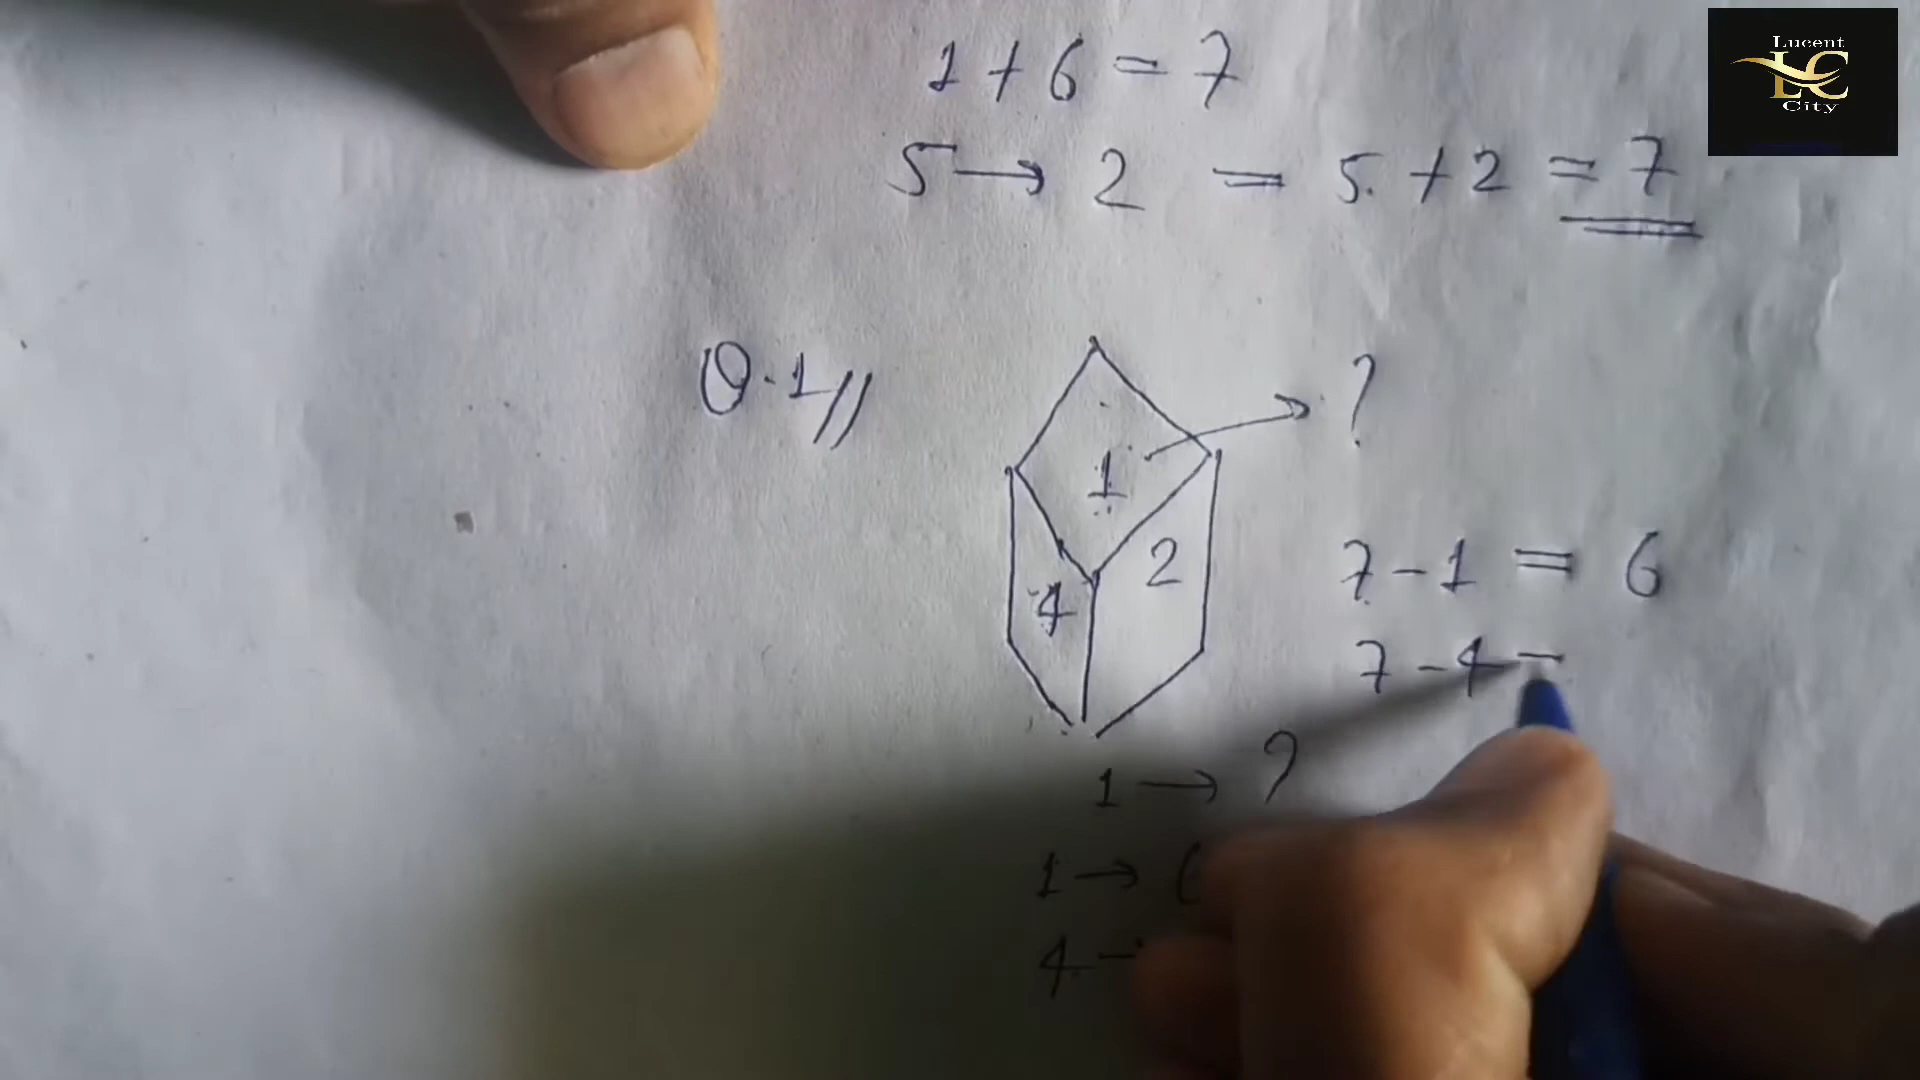 Lucent
LC
City
1 + 6 = 7
5 → 2 = 5 + 2 = 7
Q.1//
?
1
4
2
7 - 1 = 6
7 - 4 =
1 → ?
1 → 6
4 -